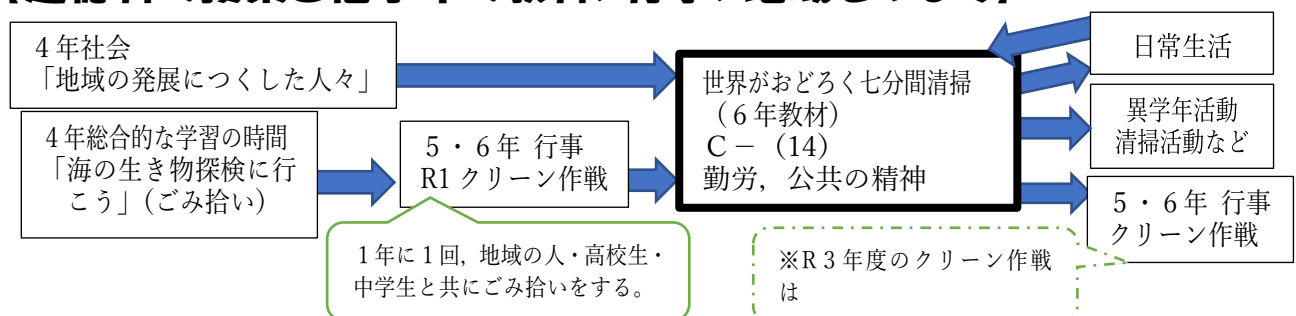 4年社会
「地域の発展につくした人々」
4年総合的な学習の時間
「海の生き物探検に行
こう」(ごみ拾い)
5・6年 行事
R1 クリーン作戦
1年に1回,地域の人・高校生・
中学生と共にごみ拾いをする。
世界がおどろく七分間清掃
(6年教材)
C-(14)
勤労,公共の精神
※R3年度のクリーン作戦
は
日常生活
異学年活動
清掃活動など
5・6年 行事
クリーン作戦